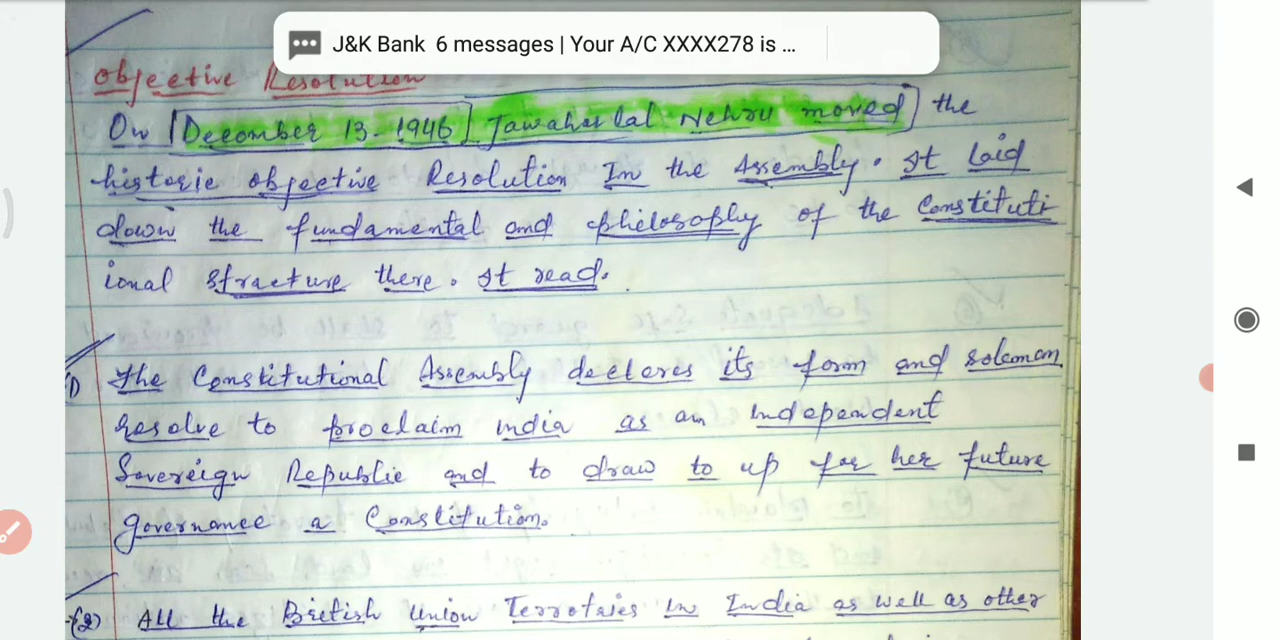 J&K Bank 6 messages | Your A/C XXXX278 is ...
Objective Resolution
On December 13-1946 Jawahar lal Nehru moved the
historic objective Resolution In the Assembly. It Laid
down the fundamental and philosophy of the Constituti
ional structure there. It read.
1) The Constitutional Assembly declares its form and soleman
resolve to proclaim india as an Independent
Sovereign Republic and to draw to up for her future
governance a Constitution.
(2) All the British Union Terrotries In India as well as other